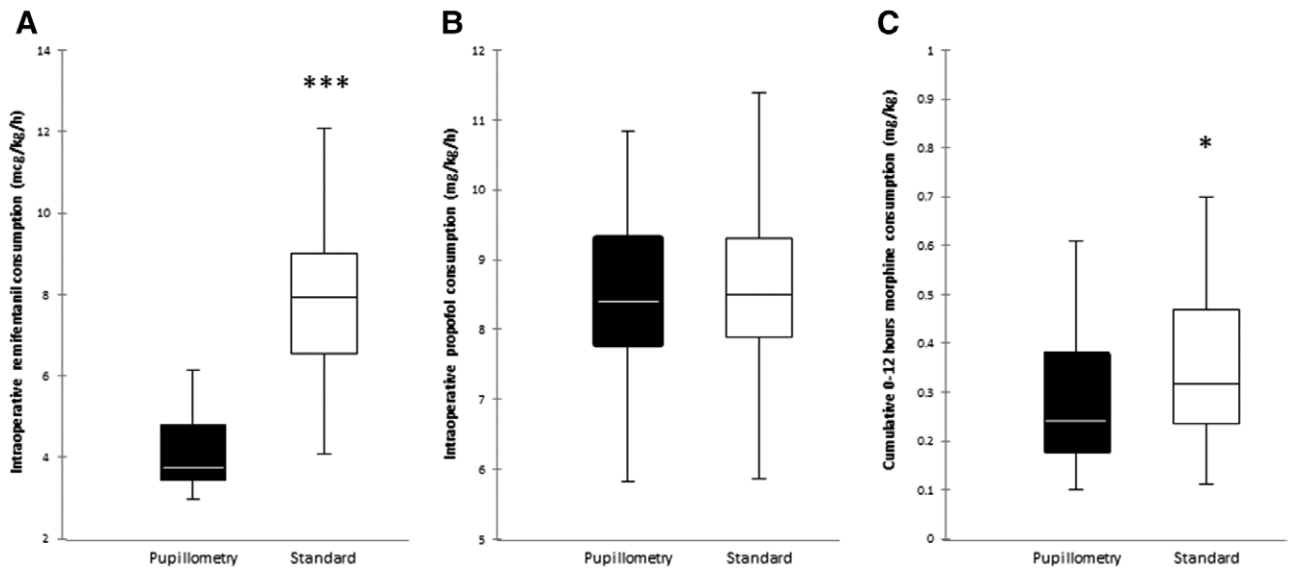 A
Intraoperative remifentanil consumption (mcg/kg/h)
14
12
10
8
6
4
2
***
Pupillometry
Standard
B
Intraoperative propofol consumption (mg/kg/h)
12
11
10
9
8
7
6
5
Pupillometry
Standard
C
Cumulative 0-12 hours morphine consumption (mg/kg)
1
0.9
0.8
0.7
0.6
0.5
0.4
0.3
0.2
0.1
0
*
Pupillometry
Standard